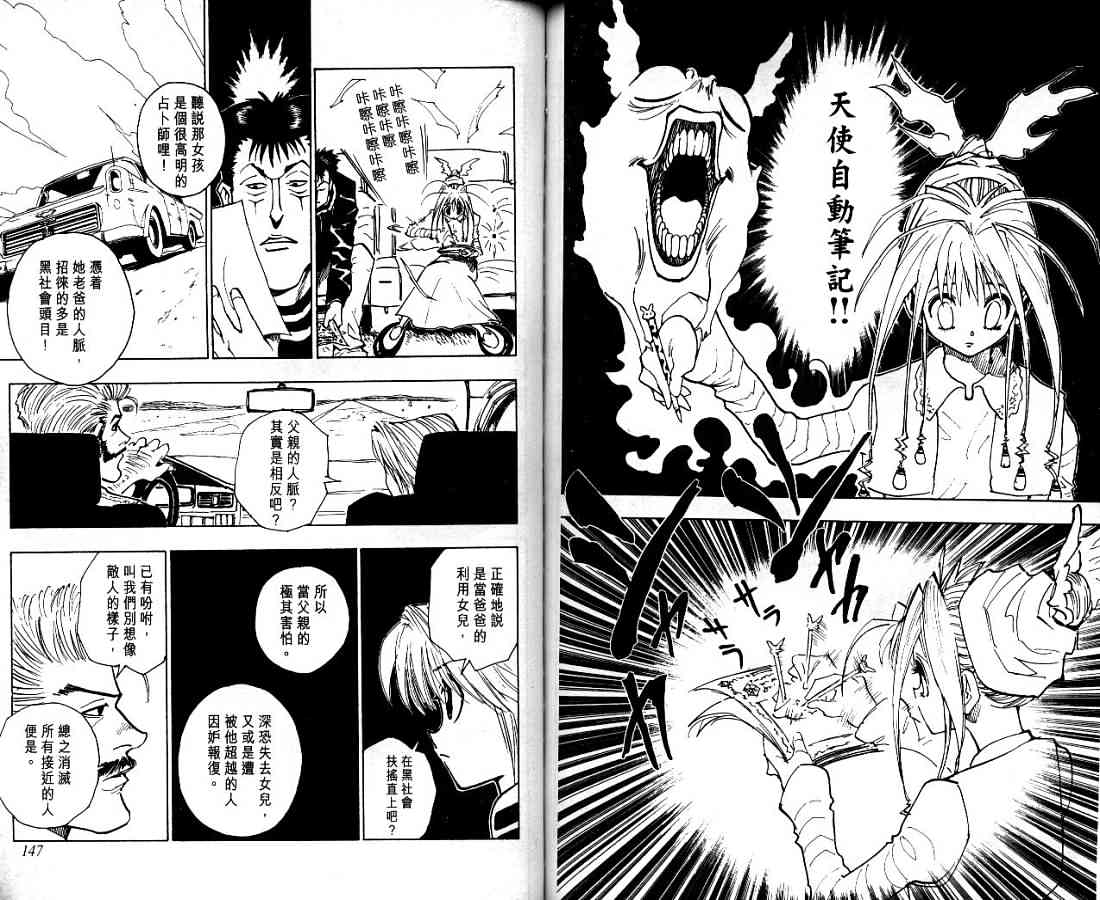 天使自動筆記!!
ヤ
ヤ
サラ
サラ
ヤ
咔嚓咔嚓
咔嚓咔嚓
咔嚓咔嚓
聽說那女孩
是個很高明的
占卜師哩!
憑着
她老爸的人脈,
招徠的多是
黑社會頭目!
父親的人脈?
其實是相反吧?
正確地說
是當爸爸的
利用女兒,
在黑社會
扶搖直上吧?
所以
當父親的
極其害怕。
深恐失去女兒,
又或是遭
被他超越的人
因妒報復。
已有吩咐,
叫我們別想像
敵人的樣子,
總之消滅
所有接近的人
便是。
147